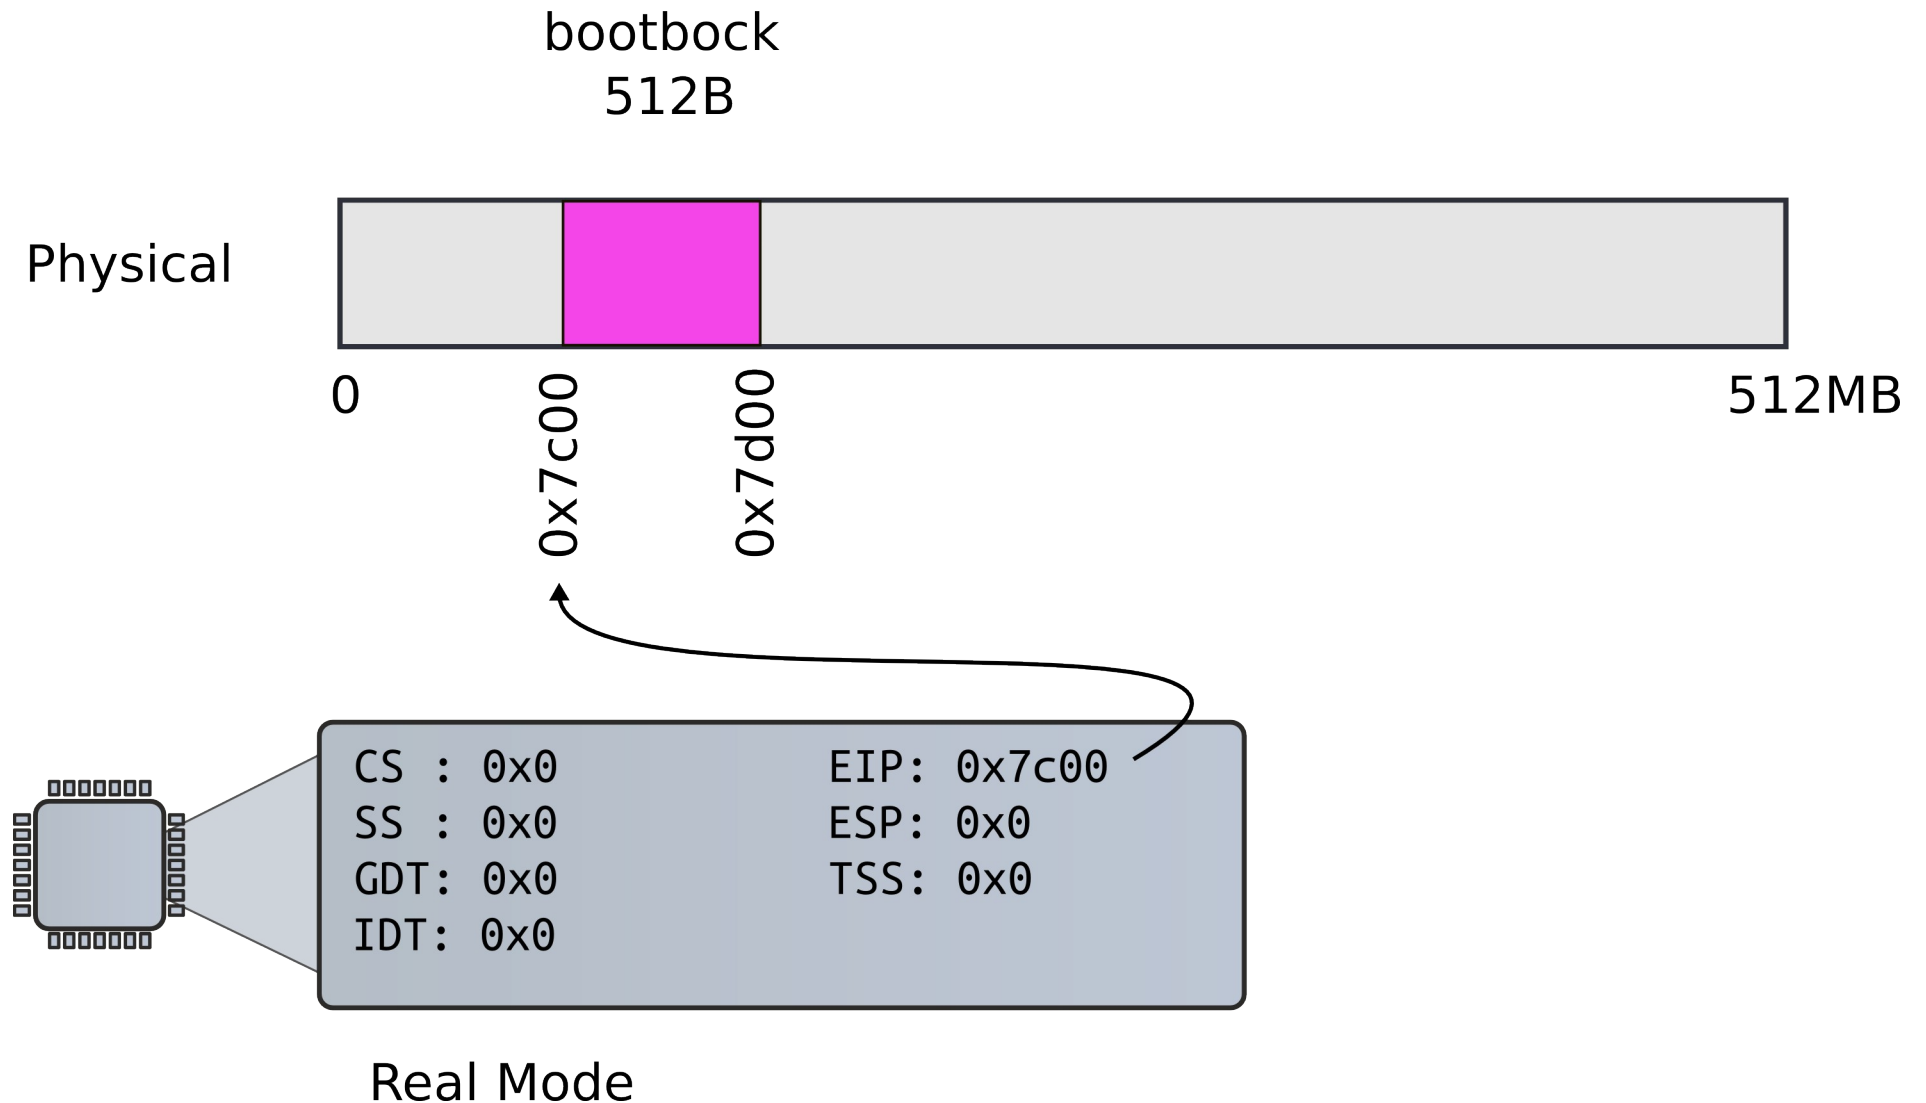 bootbock
512B
Physical
0
0x7c00
0x7d00
512MB
CS : 0x0
EIP: 0x7c00
SS : 0x0
ESP: 0x0
GDT: 0x0
TSS: 0x0
IDT: 0x0
Real Mode